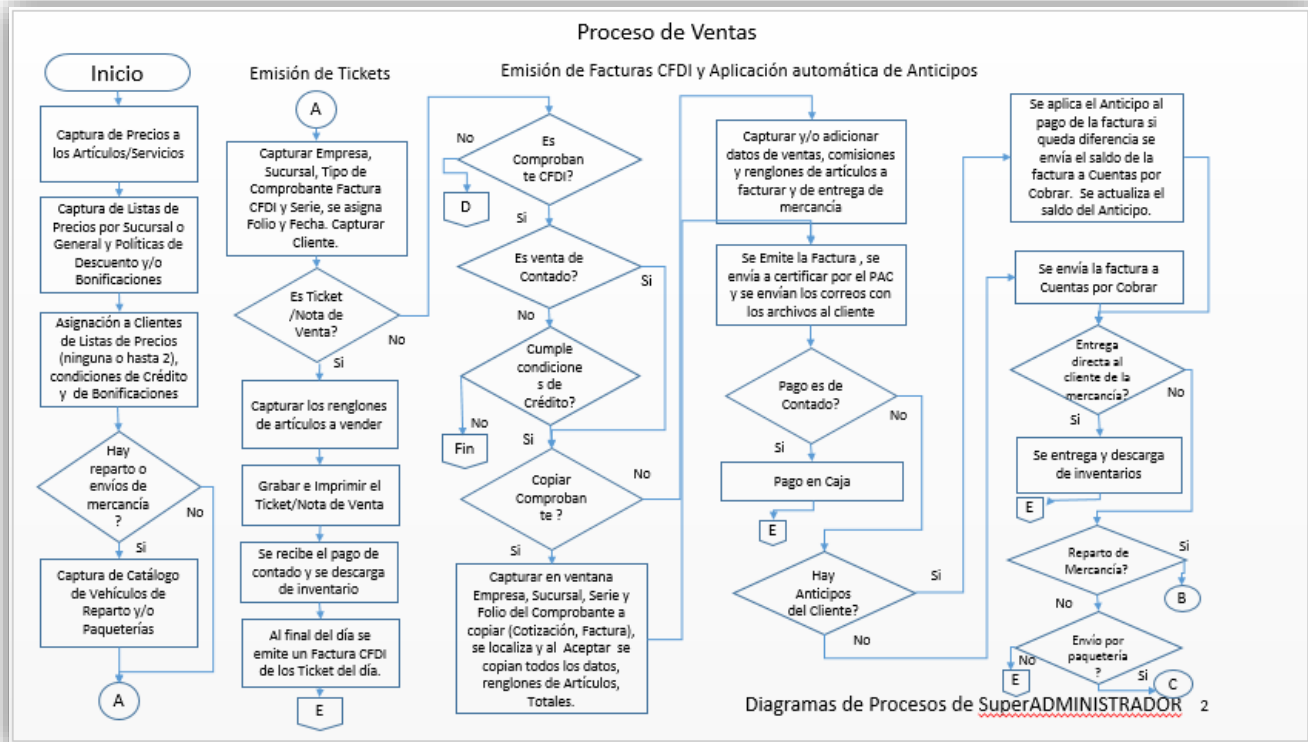 Proceso de Ventas
Inicio
Captura de Precios a
los Artículos/Servicios
Captura de Listas de
Precios por Sucursal o
General y Políticas de
Descuento y/o
Bonificaciones
Asignación a Clientes
de Listas de Precios
(ninguna o hasta 2),
condiciones de Crédito
y de Bonificaciones
Hay
reparto o
envíos de
mercancía
?
No
Si
Captura de Catálogo
de Vehículos de
Reparto y/o
Paqueterías
A
Emisión de Tickets
A
Capturar Empresa,
Sucursal, Tipo de
Comprobante Factura
CFDI y Serie, se asigna
Folio y Fecha. Capturar
Cliente.
Es Ticket
/Nota de
Venta?
No
Si
Capturar los renglones
de artículos a vender
Grabar e Imprimir el
Ticket/Nota de Venta
Se recibe el pago de
contado y se descarga
de inventario
Al final del día se
emite un Factura CFDI
de los Ticket del día.
E
Emisión de Facturas CFDI y Aplicación automática de Anticipos
No
Es
Comproban
te CFDI?
D
Si
Es venta de
Contado?
Si
No
Cumple
condicione
s de
Crédito?
No
Fin
Si
Copiar
Comproban
te ?
No
Si
Capturar en ventana
Empresa, Sucursal, Serie y
Folio del Comprobante a
copiar (Cotización, Factura),
se localiza y al Aceptar se
copian todos los datos,
renglones de Artículos,
Totales.
Capturar y/o adicionar
datos de ventas, comisiones
y renglones de artículos a
facturar y de entrega de
mercancía
Se Emite la Factura , se
envía a certificar por el PAC
y se envían los correos con
los archivos al cliente
Pago es de
Contado?
No
Si
Pago en Caja
E
Hay
Anticipos
del Cliente?
Si
No
Se aplica el Anticipo al
pago de la factura si
queda diferencia se
envía el saldo de la
factura a Cuentas por
Cobrar. Se actualiza el
saldo del Anticipo.
Se envía la factura a
Cuentas por Cobrar
Entrega
directa al
cliente de la
mercancía?
No
Si
Se entrega y descarga
de inventarios
E
Reparto de
Mercancía?
Si
B
No
Envío por
paquetería
?
No
E
Si
C
Diagramas de Procesos de SuperADMINISTRADOR 2